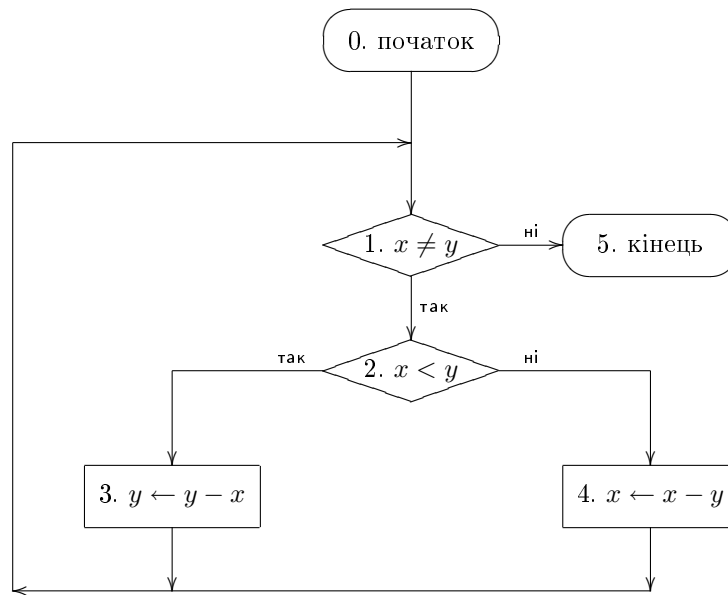 0. початок
1. x ≠ y
ні
5. кінець
так
так
2. x < y
ні
3. y ← y − x
4. x ← x − y